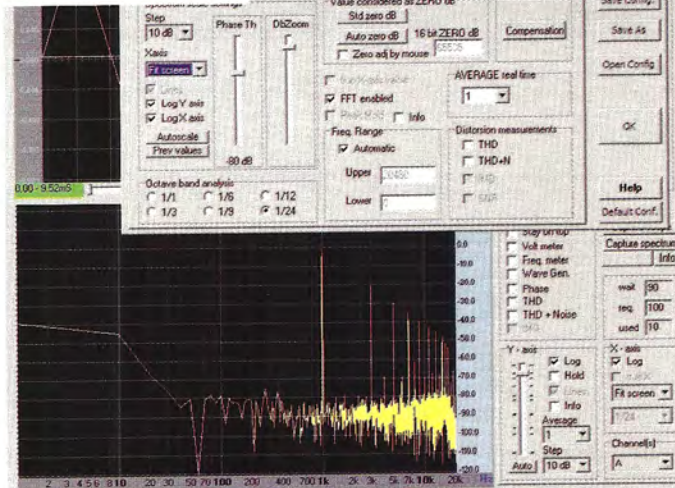 Step
10 dB
Phase Th
DbZoom
Xaxis
Fit screen
Lines
Log Y axis
Log X axis
Autoscale
Prev values
-80 dB
Octave band analysis
1/1
1/6
1/12
1/3
1/9
1/24
Value considered as ZERO dB
Std zero dB
Auto zero dB
16 bit ZERO dB
Zero adj by mouse
Compensation
FFT enabled
Info
AVERAGE real time
1
Freq. Range
Automatic
Upper
Lower
Distorsion measurements
THD
THD+N
Save Config.
Save As
Open Config
OK
Help
Default Conf.
0.00 - 9.52mS
0.0
-10.0
-20.0
-30.0
-40.0
-50.0
-60.0
-70.0
-80.0
-90.0
-100.0
-120.0
2 3 4 5 6 8 10 20 30 50 70 100 200 400 700 1k 2k 3k 5k 7k 10k 20k Hz
Stay on top
Volt meter
Freq. meter
Wave Gen.
Phase
THD
THD + Noise
Capture spectrum
Info
wait 90
req. 100
used 10
Y - axis
Log
Hold
Lines
Info
Average
1
Step
Auto
10 dB
X - axis
Log
Fit screen
1/24
Channel(s)
A